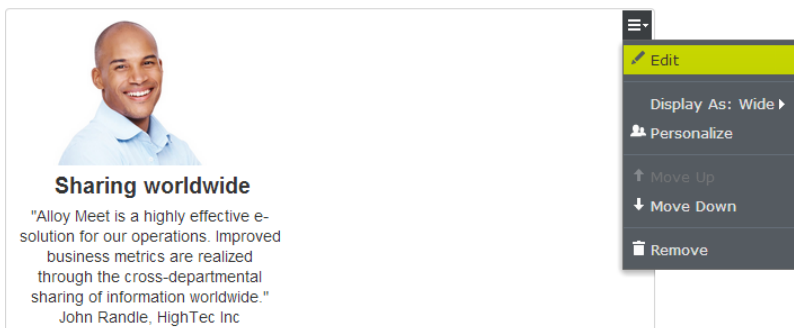 Sharing worldwide
"Alloy Meet is a highly effective e-
solution for our operations. Improved
business metrics are realized
through the cross-departmental
sharing of information worldwide."
John Randle, HighTec Inc
Edit
Display As: Wide
Personalize
Move Up
Move Down
Remove